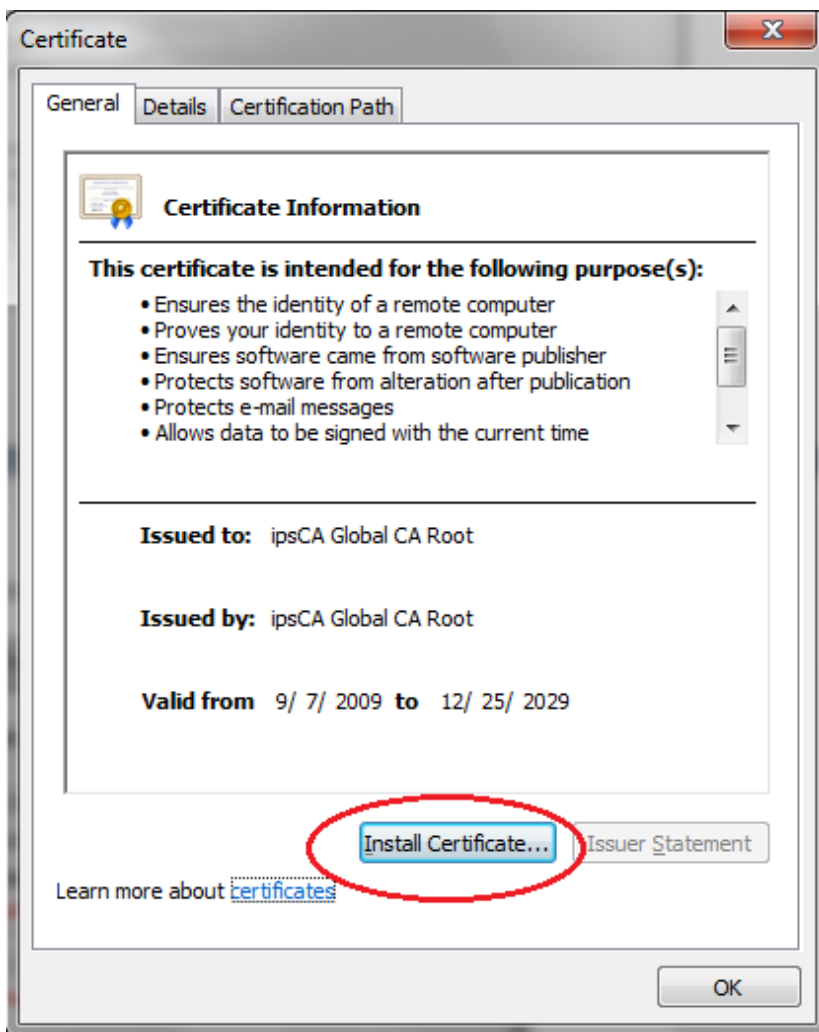 Certificate
General Details Certification Path
Certificate Information
This certificate is intended for the following purpose(s):
• Ensures the identity of a remote computer
• Proves your identity to a remote computer
• Ensures software came from software publisher
• Protects software from alteration after publication
• Protects e-mail messages
• Allows data to be signed with the current time
Issued to: ipsCA Global CA Root
Issued by: ipsCA Global CA Root
Valid from 9/ 7/ 2009 to 12/ 25/ 2029
Install Certificate... Issuer Statement
Learn more about certificates
OK